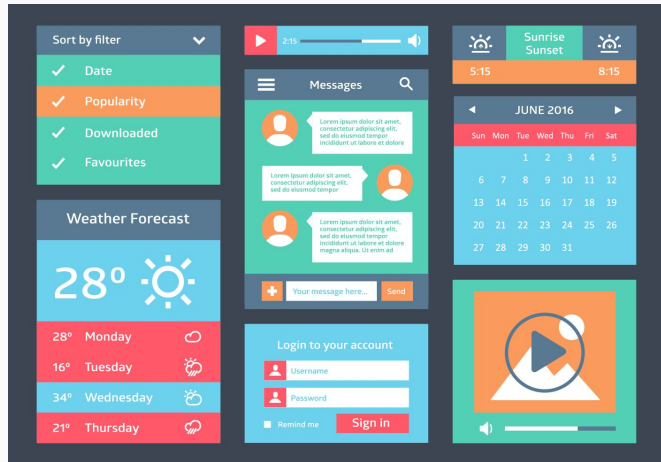 Sort by filter
Date
Popularity
Downloaded
Favourites
Weather Forecast
28º
28º Monday
16º Tuesday
34º Wednesday
21º Thursday
2:15
Messages
Lorem ipsum dolor sit amet,
consectetur adipiscing elit,
sed do eiusmod tempor
incididunt ut labore et dolore
Lorem ipsum dolor sit amet,
consectetur adipiscing elit,
sed do eiusmod tempor
Lorem ipsum dolor sit amet,
consectetur adipiscing elit,
sed do eiusmod tempor
incididunt ut labore et dolore
magna aliqua. Ut enim ad
Your message here... Send
Login to your account
Username
Password
Remind me Sign in
Sunrise
Sunset
5:15 8:15
JUNE 2016
Sun Mon Tue Wed Thu Fri Sat
1 2 3 4 5
6 7 8 9 10 11 12
13 14 15 16 17 18 19
20 21 22 23 24 25 26
27 28 29 30 31